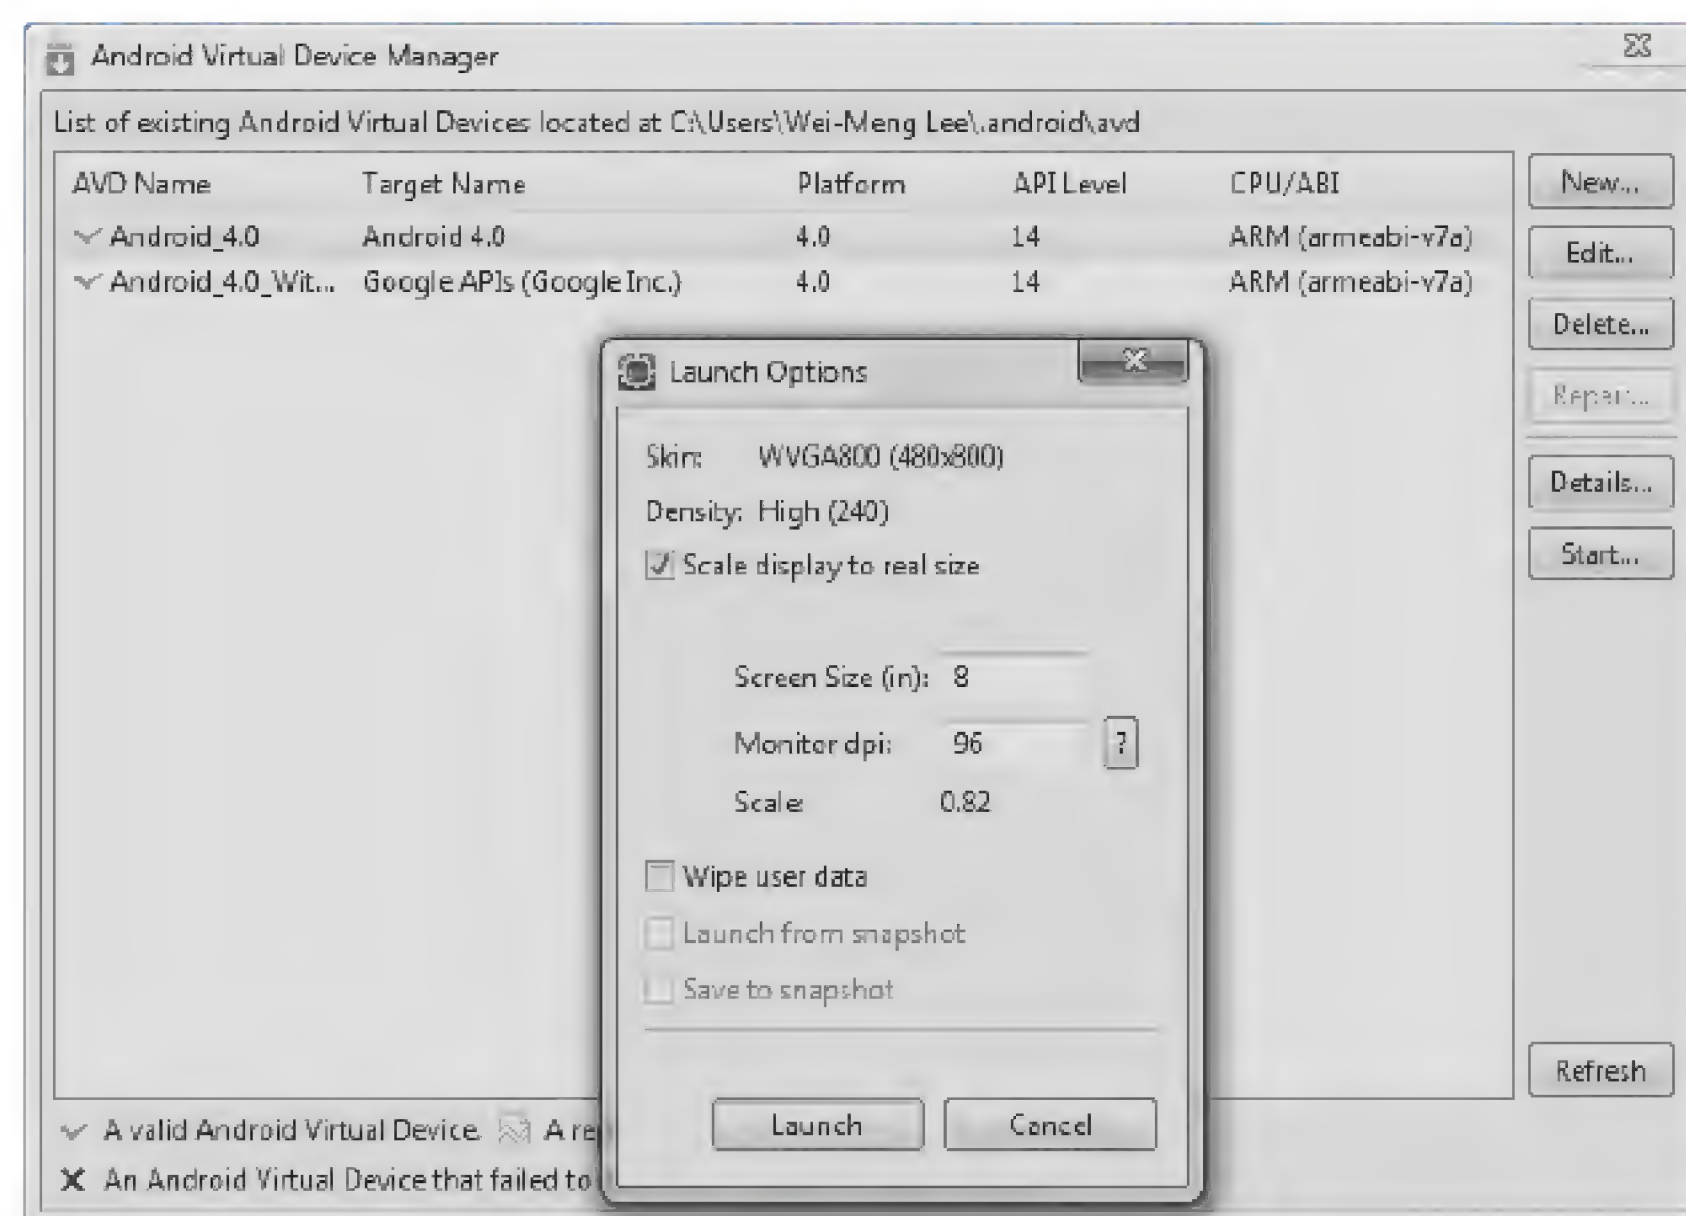 Android Virtual Device Manager
List of existing Android Virtual Devices located at C:\Users\Wei-Meng Lee\.android\avd
AVD Name Target Name Platform API Level CPU/ABI
Android_4.0 Android 4.0 4.0 14 ARM (armeabi-v7a)
Android_4.0_Wit... Google APIs (Google Inc.) 4.0 14 ARM (armeabi-v7a)
New...
Edit...
Delete...
Repair...
Details...
Start...
Refresh
Launch Options
Skin: WVGA800 (480x800)
Density: High (240)
Scale display to real size
Screen Size (in): 8
Monitor dpi: 96 ?
Scale: 0.82
Wipe user data
Launch from snapshot
Save to snapshot
Launch Cancel
A valid Android Virtual Device. A re
An Android Virtual Device that failed to